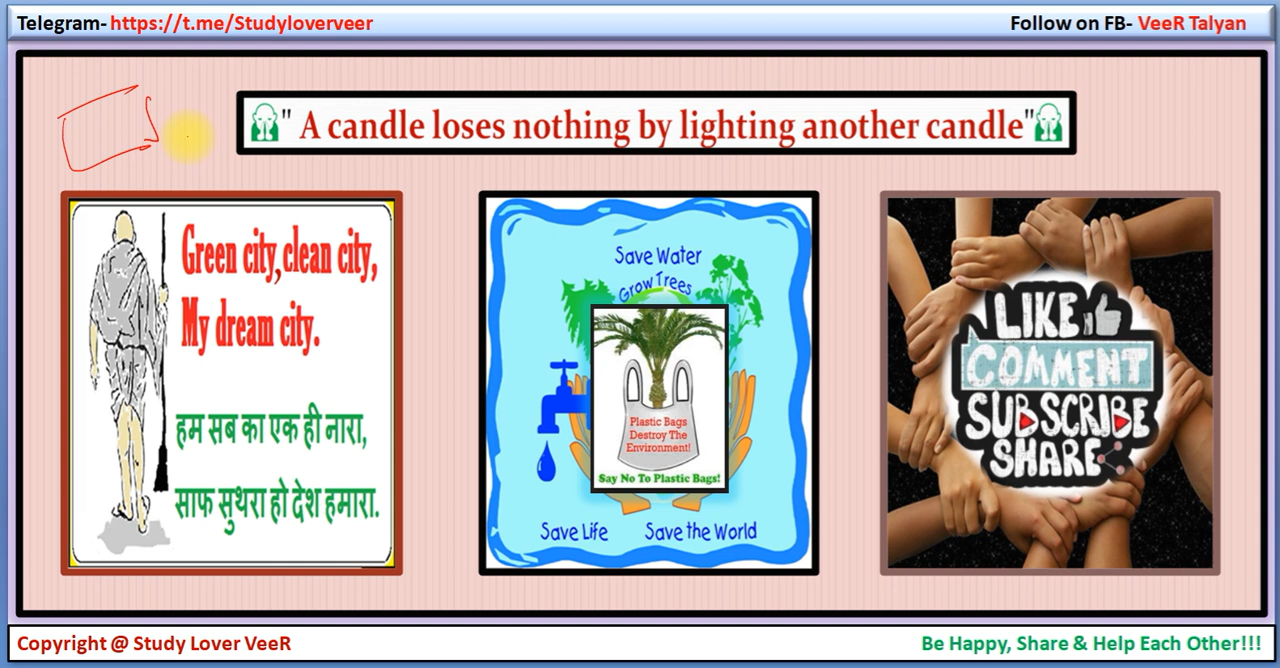 Telegram- https://t.me/Studyloverveer
Follow on FB- VeeR Talyan
" A candle loses nothing by lighting another candle"
Green city, clean city,
My dream city.
हम सब का एक ही नारा,
साफ सुथरा हो देश हमारा.
Save Water
Grow Trees
Plastic Bags
Destroy The
Environment!
Say No To Plastic Bags!
Save Life
Save the World
LIKE
COMMENT
SUBSCRIBE
SHARE
Copyright @ Study Lover VeeR
Be Happy, Share & Help Each Other!!!